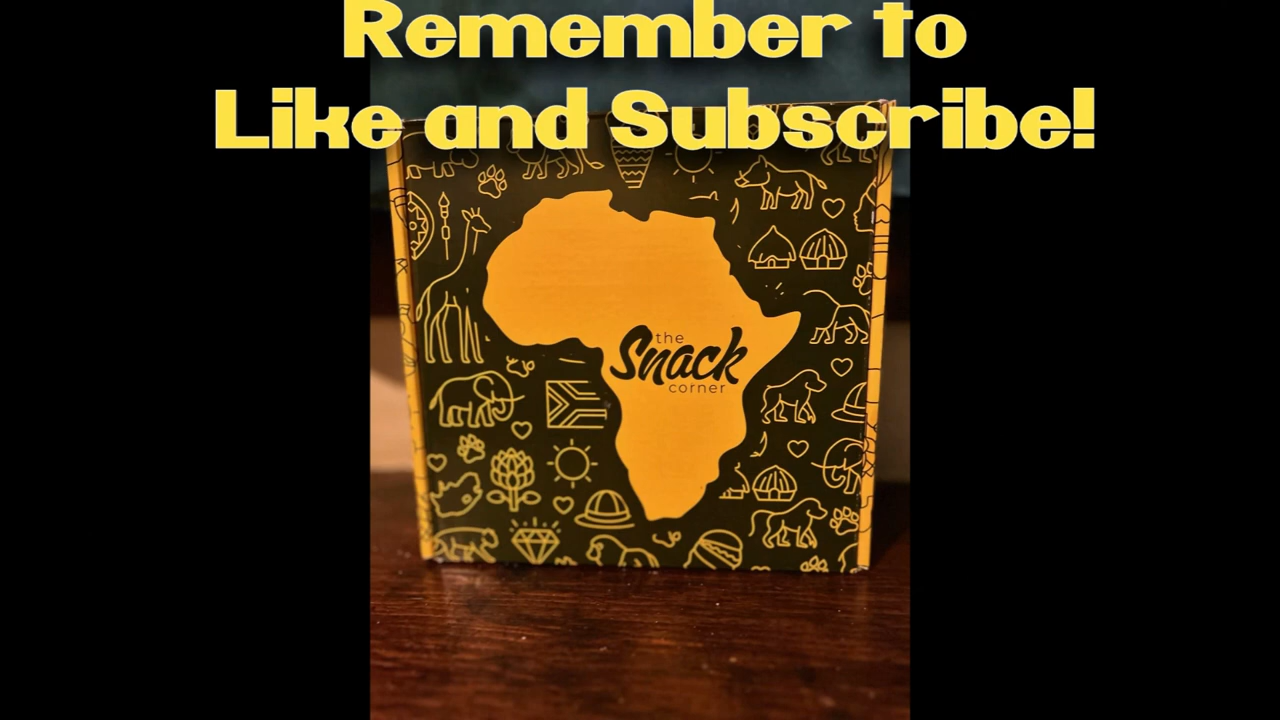 Remember to
Like and Subscribe!
the
Snack
corner